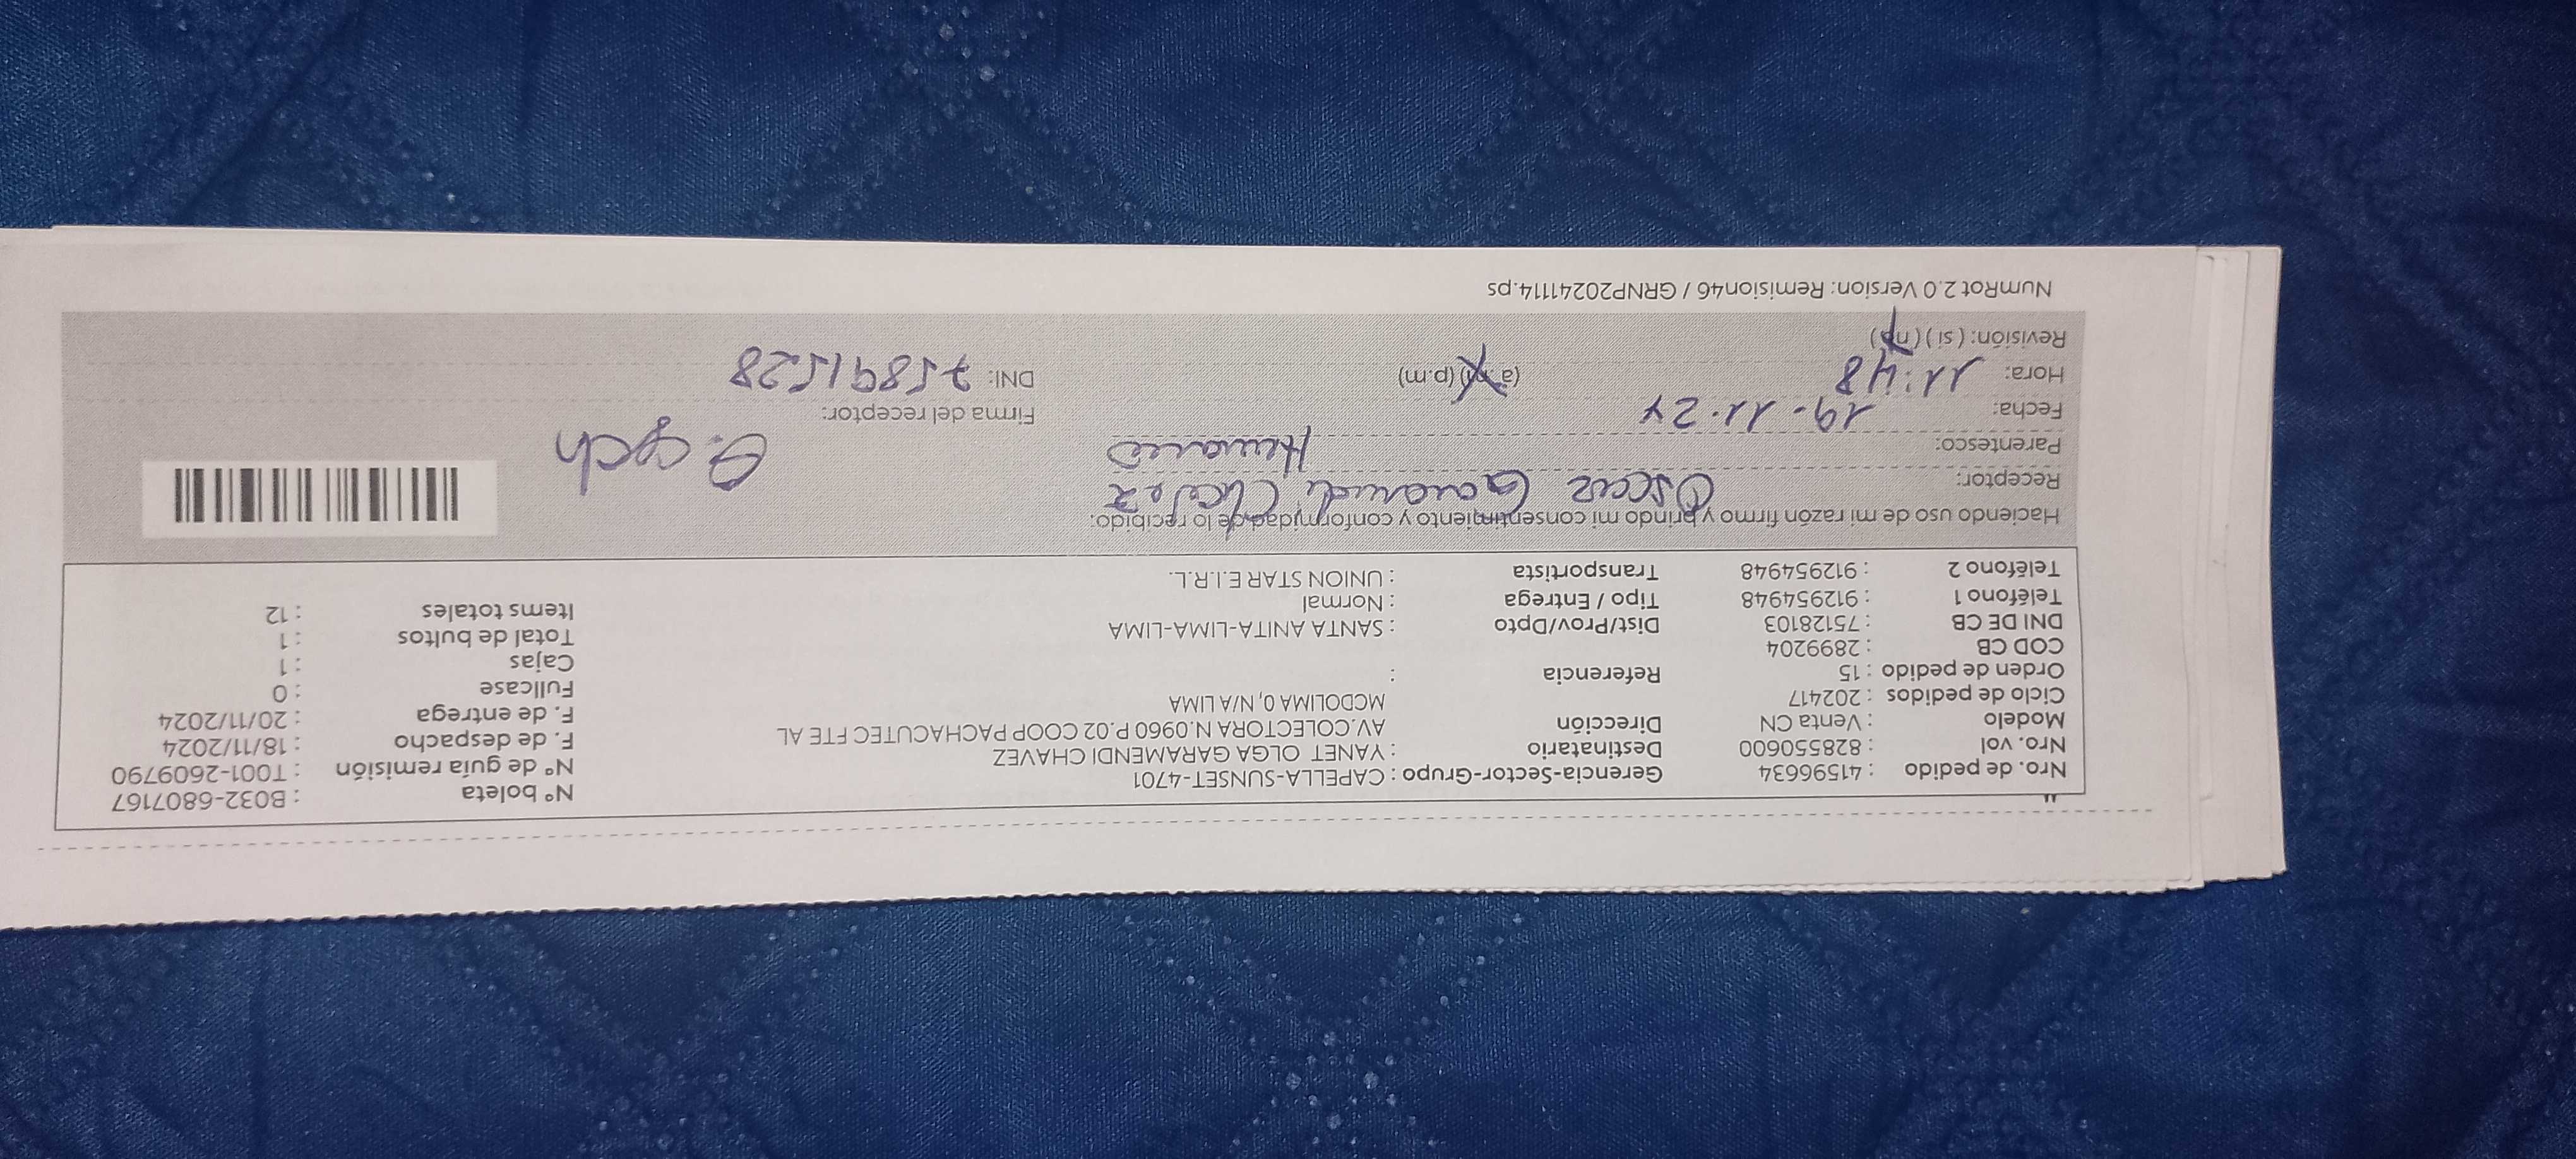 Nro. de pedido : 41596634 Gerencia-Sector-Grupo : CAPELLA-SUNSET-4701 N° boleta : B032-6807167
Nro. vol : 828550600 Destinatario : YANET OLGA GARAMENDI CHAVEZ N° de guía remisión : T001-2609790
Modelo : Venta CN Dirección AV.COLECTORA N.0960 P.02 COOP PACHACUTEC FTE AL F. de despacho : 18/11/2024
Ciclo de pedidos : 202417 MCDOLIMA 0, N/A LIMA F. de entrega : 20/11/2024
Orden de pedido : 15 Referencia : Fullcase : 0
COD CB : 2899204 Cajas : 1
DNI DE CB : 75128103 Dist/Prov/Dpto : SANTA ANITA-LIMA-LIMA Total de bultos : 1
Teléfono 1 : 912954948 Tipo / Entrega : Normal Items totales : 12
Teléfono 2 : 912954948 Transportista : UNION STAR E.I.R.L.
Haciendo uso de mi razón firmo y brindo mi consentimiento y conformidad de lo recibido:
Receptor: Oscar Garamendi Chavez
Parentesco: Hermano
Fecha: 19-11-24 Firma del receptor:
Hora: 11:48 (a.m) (p.m) DNI: 75891528
Revisión: ( si ) ( no )
NumRot 2.0 Version: Remision46 / GRNP20241114.ps